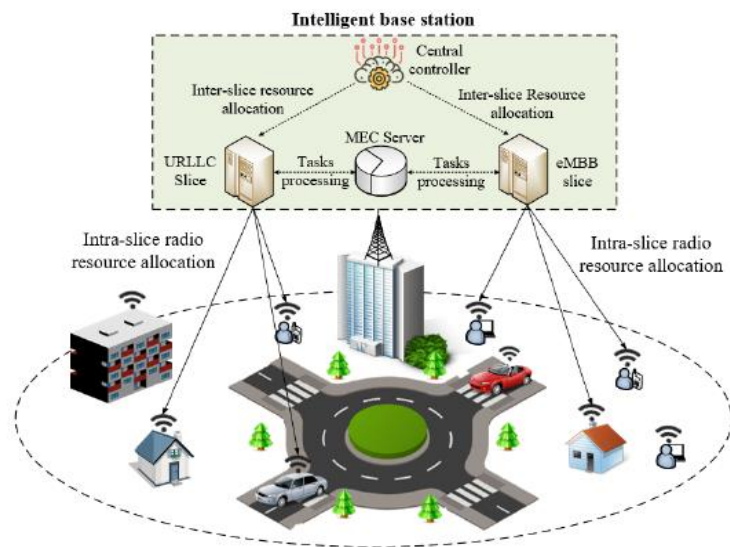 Intelligent base station
Central
controller
Inter-slice resource
allocation
Inter-slice Resource
allocation
MEC Server
URLLC
Slice
Tasks
processing
Tasks
processing
eMBB
slice
Intra-slice radio
resource allocation
Intra-slice radio
resource allocation